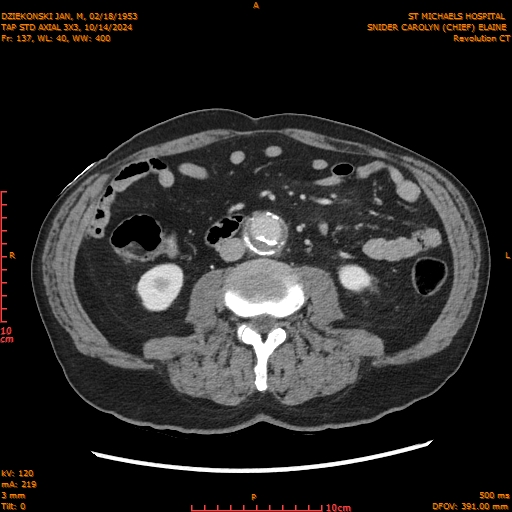 A
DZIEKONSKI JAN, M, 02/18/1953
TAP STD AXIAL 3X3, 10/14/2024
Fr: 137, WL: 40, WW: 400
ST MICHAELS HOSPITAL
SNIDER CAROLYN (CHIEF) ELAINE
Revolution CT
R
L
10
cm
kV: 120
mA: 219
3 mm
Tilt: 0
P
10cm
500 ms
DFOV: 391.00 mm